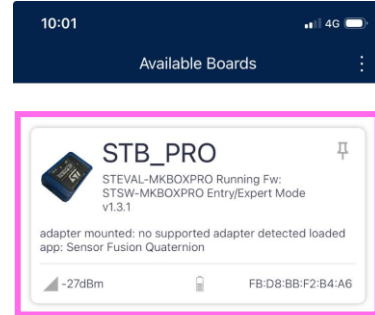 10:01
4G
Available Boards
STB_PRO
STEVAL-MKBOXPRO Running Fw:
STSW-MKBOXPRO Entry/Expert Mode
v1.3.1
adapter mounted: no supported adapter detected loaded
app: Sensor Fusion Quaternion
-27dBm
FB:D8:BB:F2:B4:A6